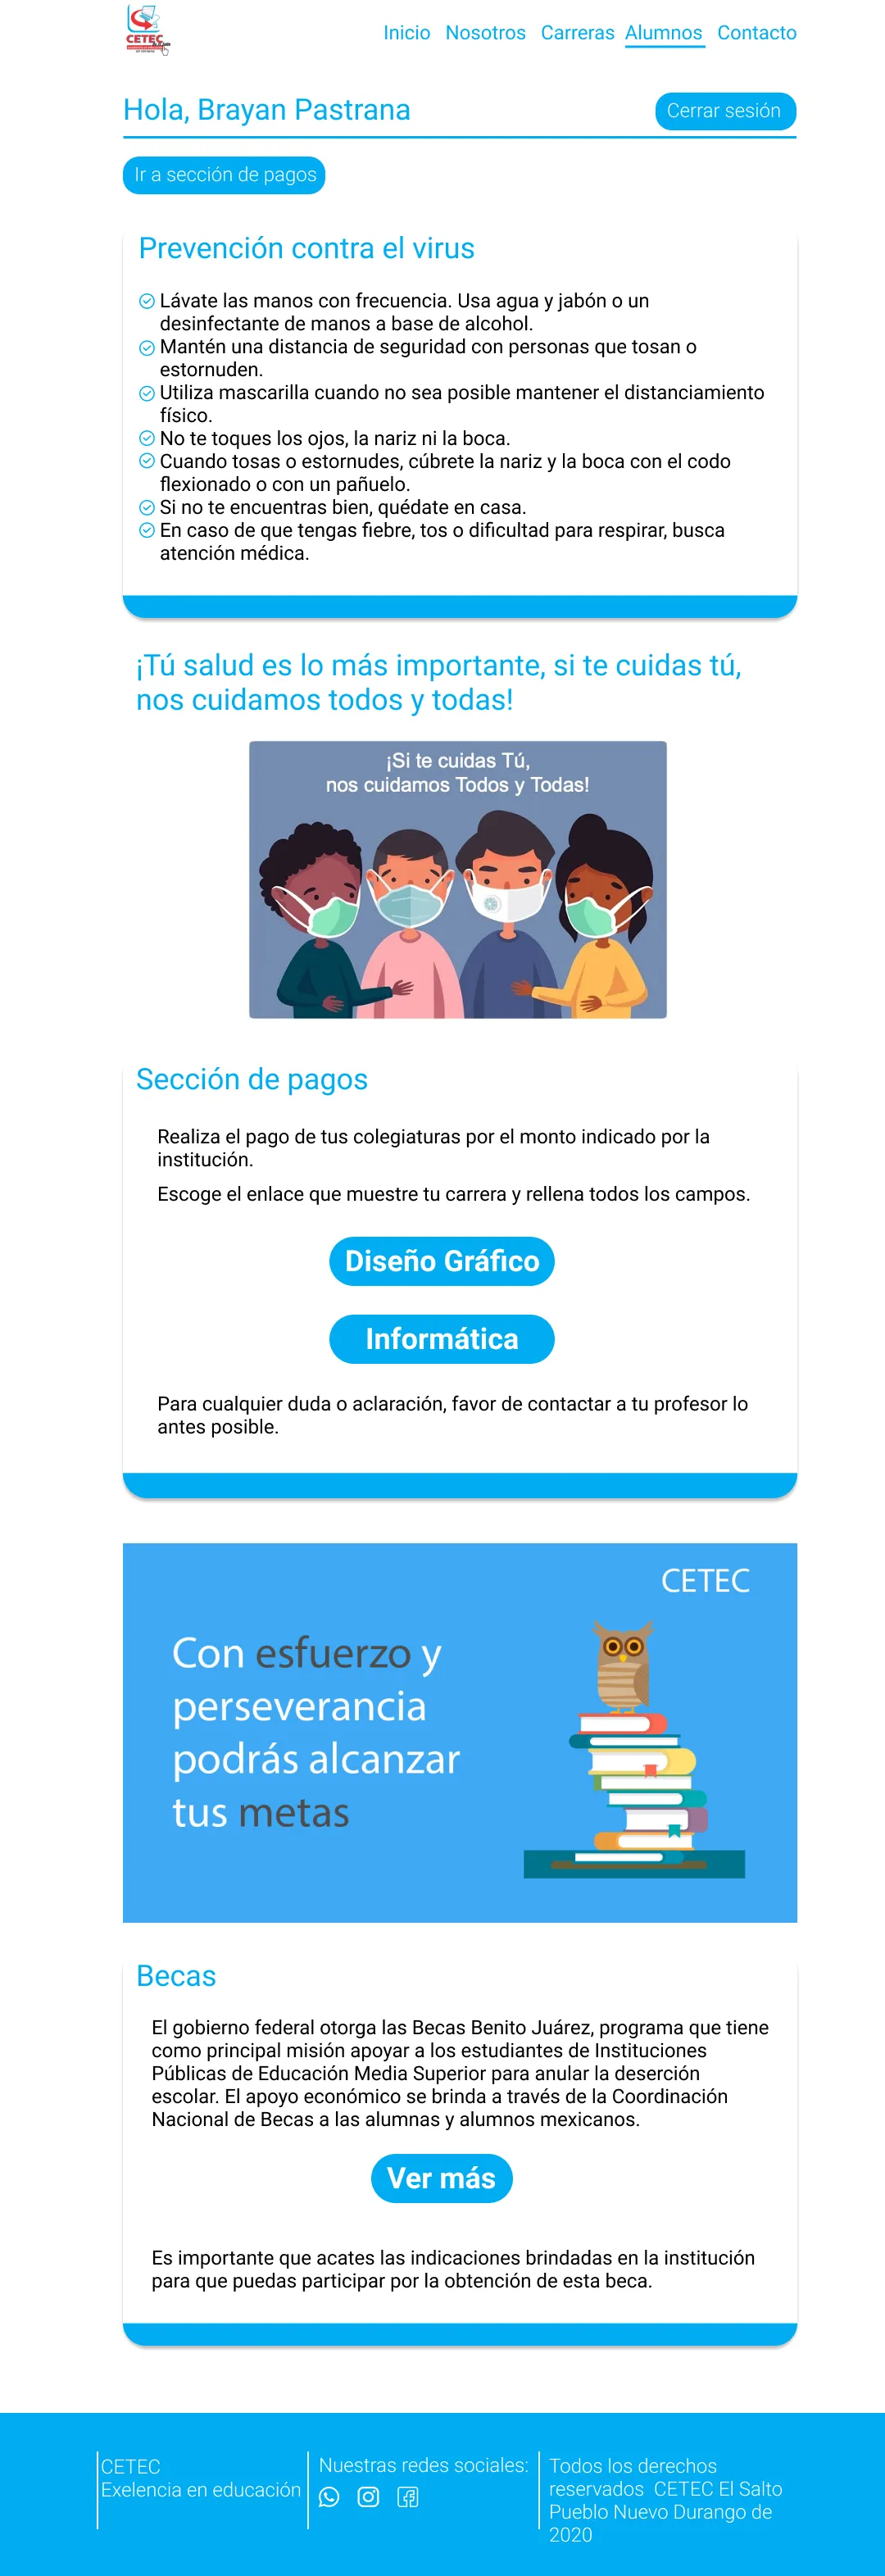 CETEC
Inicio Nosotros Carreras Alumnos Contacto
Hola, Brayan Pastrana
Cerrar sesión
Ir a sección de pagos
Prevención contra el virus
Lávate las manos con frecuencia. Usa agua y jabón o un
desinfectante de manos a base de alcohol.
Mantén una distancia de seguridad con personas que tosan o
estornuden.
Utiliza mascarilla cuando no sea posible mantener el distanciamiento
físico.
No te toques los ojos, la nariz ni la boca.
Cuando tosas o estornudes, cúbrete la nariz y la boca con el codo
flexionado o con un pañuelo.
Si no te encuentras bien, quédate en casa.
En caso de que tengas fiebre, tos o dificultad para respirar, busca
atención médica.
¡Tú salud es lo más importante, si te cuidas tú,
nos cuidamos todos y todas!
¡Si te cuidas Tú,
nos cuidamos Todos y Todas!
Sección de pagos
Realiza el pago de tus colegiaturas por el monto indicado por la
institución.
Escoge el enlace que muestre tu carrera y rellena todos los campos.
Diseño Gráfico
Informática
Para cualquier duda o aclaración, favor de contactar a tu profesor lo
antes posible.
CETEC
Con esfuerzo y
perseverancia
podrás alcanzar
tus metas
Becas
El gobierno federal otorga las Becas Benito Juárez, programa que tiene
como principal misión apoyar a los estudiantes de Instituciones
Públicas de Educación Media Superior para anular la deserción
escolar. El apoyo económico se brinda a través de la Coordinación
Nacional de Becas a las alumnas y alumnos mexicanos.
Ver más
Es importante que acates las indicaciones brindadas en la institución
para que puedas participar por la obtención de esta beca.
CETEC
Exelencia en educación
Nuestras redes sociales:
Todos los derechos
reservados CETEC El Salto
Pueblo Nuevo Durango de
2020